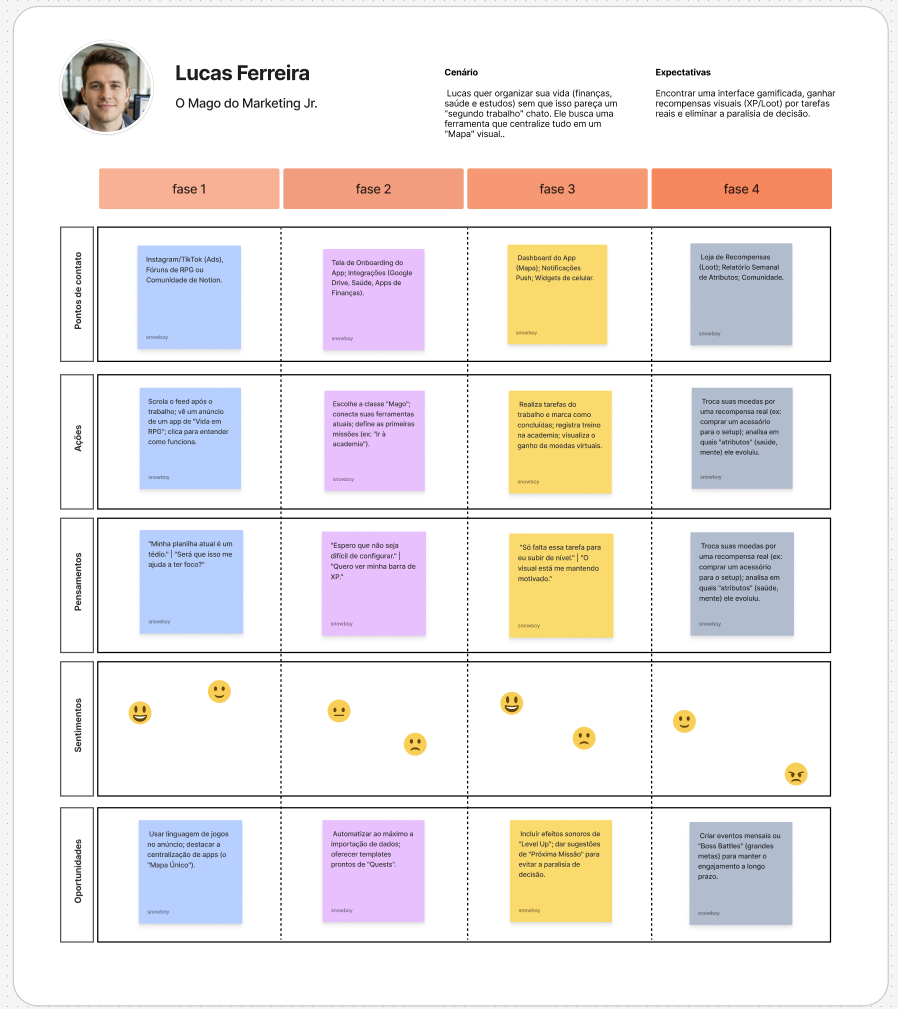 Lucas Ferreira
O Mago do Marketing Jr.
Cenário
Lucas quer organizar sua vida (finanças,
saúde e estudos) sem que isso pareça um
"segundo trabalho" chato. Ele busca uma
ferramenta que centralize tudo em um
"Mapa" visual..
Expectativas
Encontrar uma interface gamificada, ganhar
recompensas visuais (XP/Loot) por tarefas
reais e eliminar a paralisia de decisão.
fase 1
fase 2
fase 3
fase 4
Pontos de contato
Instagram/TikTok (Ads),
Fóruns de RPG ou
Comunidade de Notion.
snowboy
Tela de Onboarding do
App; Integrações (Google
Drive, Saúde, Apps de
Finanças).
snowboy
Dashboard do App
(Mapa); Notificações
Push; Widgets de celular.
snowboy
Loja de Recompensas
(Loot); Relatório Semanal
de Atributos; Comunidade.
snowboy
Ações
Scrola o feed após o
trabalho; vê um anúncio
de um app de "Vida em
RPG"; clica para entender
como funciona.
snowboy
Escolhe a classe "Mago";
conecta suas ferramentas
atuais; define as primeiras
missões (ex: "Ir à
academia").
snowboy
Realiza tarefas do
trabalho e marca como
concluídas; registra treino
na academia; visualiza o
ganho de moedas virtuais.
snowboy
Troca suas moedas por
uma recompensa real (ex:
comprar um acessório
para o setup); analisa em
quais "atributos" (saúde,
mente) ele evoluiu.
snowboy
Pensamentos
"Minha planilha atual é um
tédio." | "Será que isso me
ajuda a ter foco?"
snowboy
"Espero que não seja
difícil de configurar." |
"Quero ver minha barra de
XP."
snowboy
"Só falta essa tarefa para
eu subir de nível." | "O
visual está me mantendo
motivado."
snowboy
Troca suas moedas por
uma recompensa real (ex:
comprar um acessório
para o setup); analisa em
quais "atributos" (saúde,
mente) ele evoluiu.
snowboy
Sentimentos
Oportunidades
Usar linguagem de jogos
no anúncio; destacar a
centralização de apps (o
"Mapa Único").
snowboy
Automatizar ao máximo a
importação de dados;
oferecer templates
prontos de "Quests".
snowboy
Incluir efeitos sonoros de
"Level Up"; dar sugestões
de "Próxima Missão" para
evitar a paralisia de
decisão.
snowboy
Criar eventos mensais ou
"Boss Battles" (grandes
metas) para manter o
engajamento a longo
prazo.
snowboy